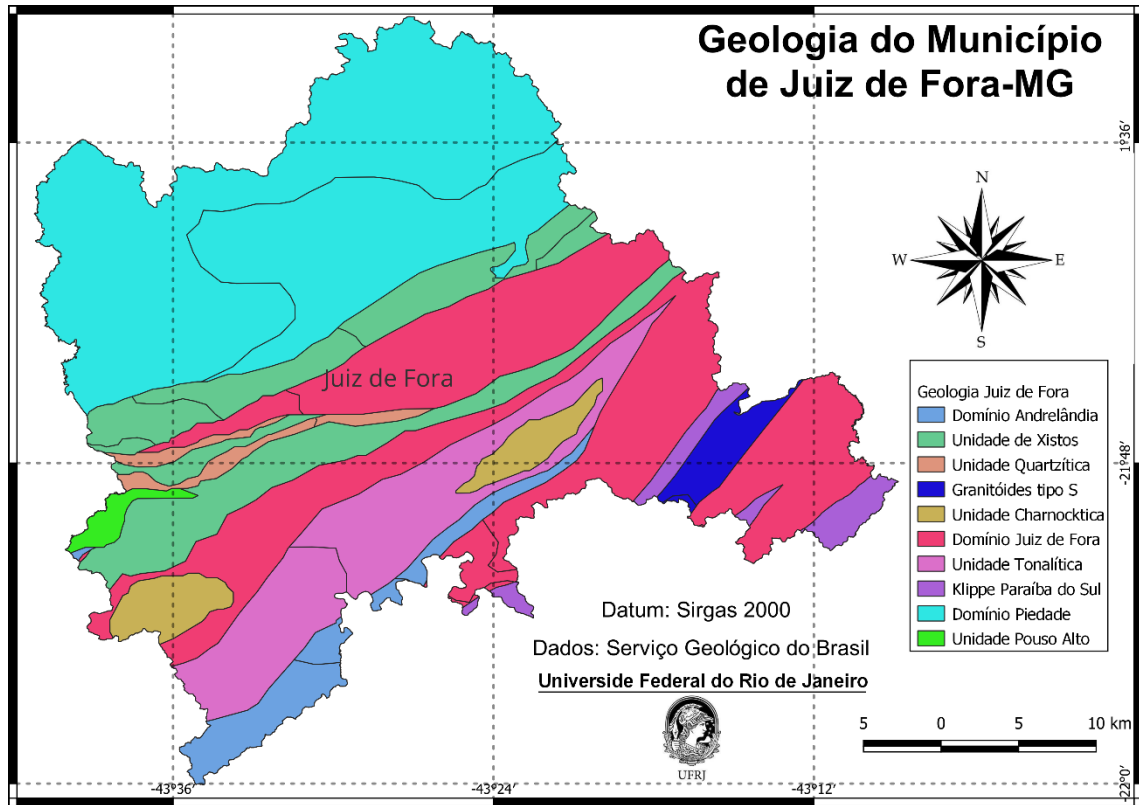 Geologia do Município
de Juiz de Fora-MG
1°36'
N
W
E
S
Juiz de Fora
-21°48'
Geologia Juiz de Fora
Domínio Andrelândia
Unidade de Xistos
Unidade Quartzítica
Granitóides tipo S
Unidade Charnocktica
Domínio Juiz de Fora
Unidade Tonalítica
Klippe Paraíba do Sul
Domínio Piedade
Unidade Pouso Alto
Datum: Sirgas 2000
Dados: Serviço Geológico do Brasil
Universide Federal do Rio de Janeiro
UFRJ
5 0 5 10 km
-22°0'
-43°36' -43°24' -43°12'